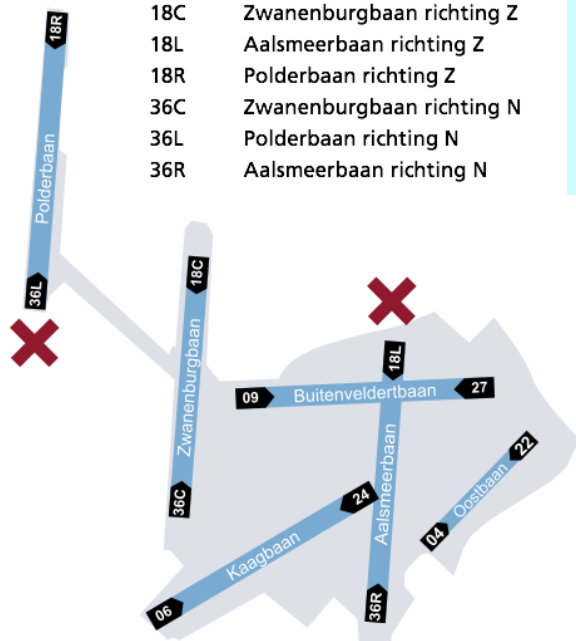 18C Zwanenburgbaan richting Z
18L Aalsmeerbaan richting Z
18R Polderbaan richting Z
36C Zwanenburgbaan richting N
36L Polderbaan richting N
36R Aalsmeerbaan richting N
18R
Polderbaan
36L
18C
Zwanenburgbaan
36C
18L
09 Buitenveldertbaan 27
Aalsmeerbaan
36R
22
Oostbaan
04
24
Kaagbaan
06